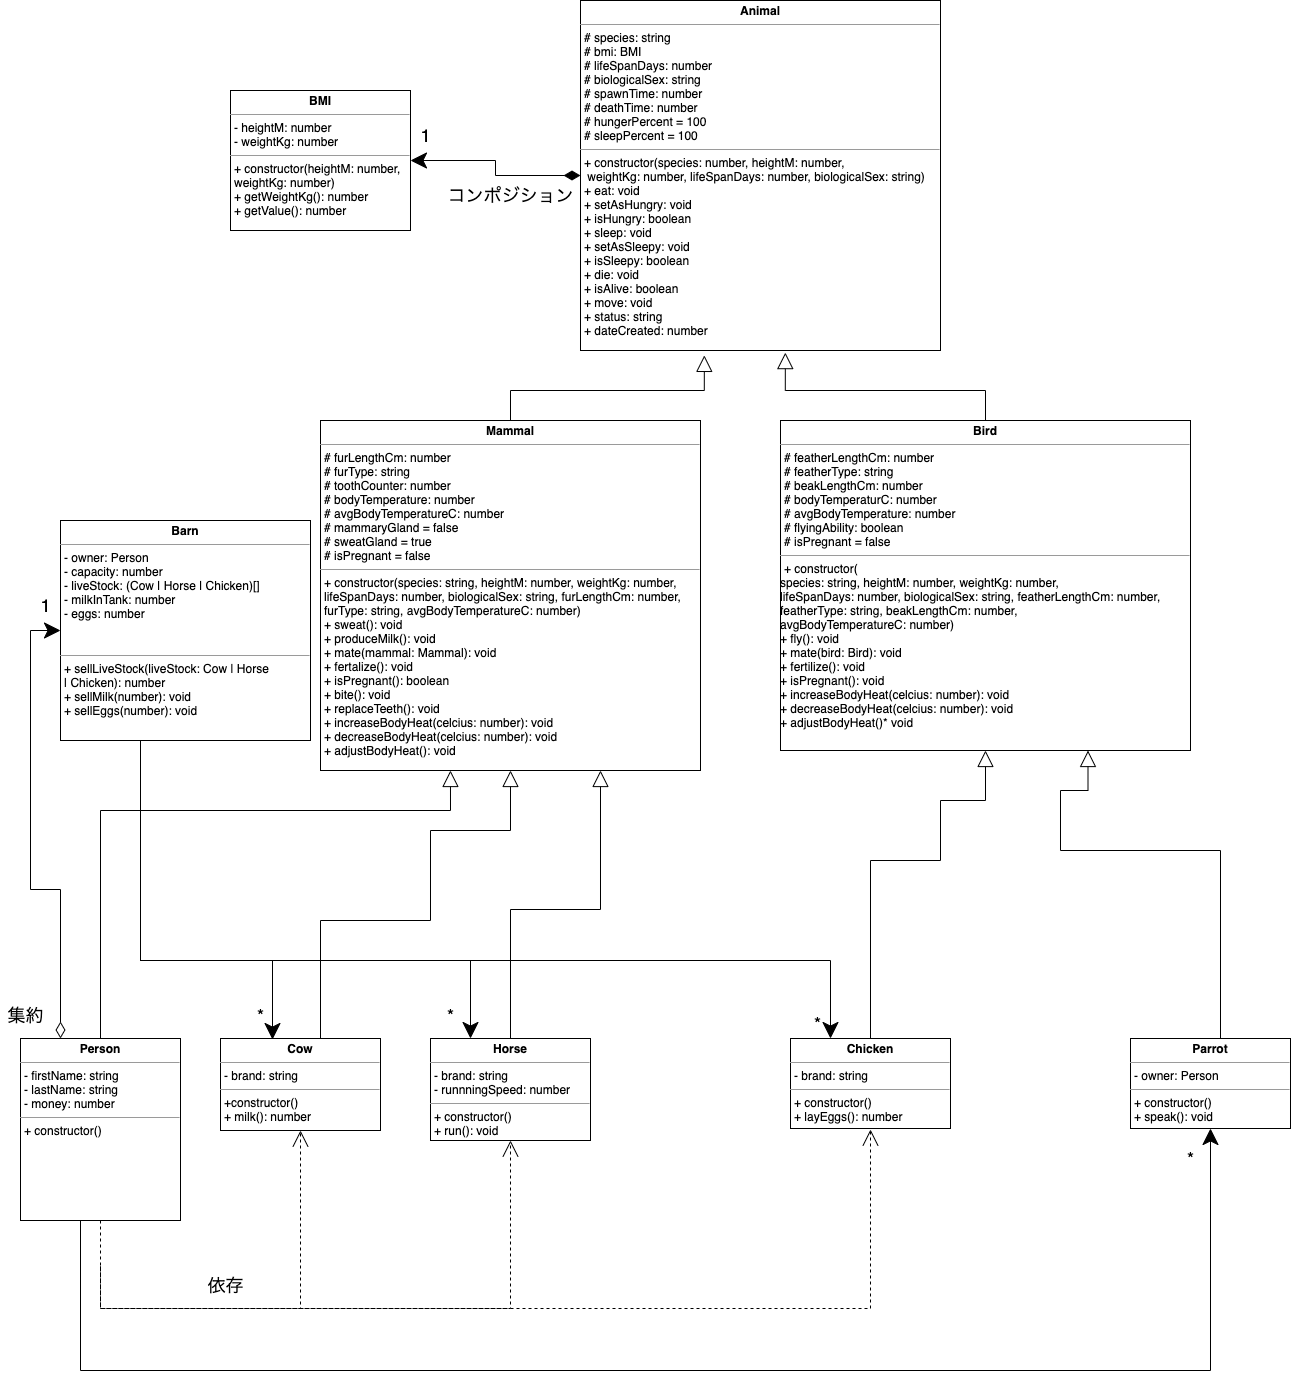 Animal
# species: string
# bmi: BMI
# lifeSpanDays: number
# biologicalSex: string
# spawnTime: number
# deathTime: number
# hungerPercent = 100
# sleepPercent = 100
+ constructor(species: number, heightM: number,
weightKg: number, lifeSpanDays: number, biologicalSex: string)
+ eat: void
+ setAsHungry: void
+ isHungry: boolean
+ sleep: void
+ setAsSleepy: void
+ isSleepy: boolean
+ die: void
+ isAlive: boolean
+ move: void
+ status: string
+ dateCreated: number
BMI
- heightM: number
- weightKg: number
+ constructor(heightM: number,
weightKg: number)
+ getWeightKg(): number
+ getValue(): number
1
コンポジション
Mammal
# furLengthCm: number
# furType: string
# toothCounter: number
# bodyTemperature: number
# avgBodyTemperatureC: number
# mammaryGland = false
# sweatGland = true
# isPregnant = false
+ constructor(species: string, heightM: number, weightKg: number,
lifeSpanDays: number, biologicalSex: string, furLengthCm: number,
furType: string, avgBodyTemperatureC: number)
+ sweat(): void
+ produceMilk(): void
+ mate(mammal: Mammal): void
+ fertalize(): void
+ isPregnant(): boolean
+ bite(): void
+ replaceTeeth(): void
+ increaseBodyHeat(celcius: number): void
+ decreaseBodyHeat(celcius: number): void
+ adjustBodyHeat(): void
Bird
# featherLengthCm: number
# featherType: string
# beakLengthCm: number
# bodyTemperaturC: number
# avgBodyTemperature: number
# flyingAbility: boolean
# isPregnant = false
+ constructor(
species: string, heightM: number, weightKg: number,
lifeSpanDays: number, biologicalSex: string, featherLengthCm: number,
featherType: string, beakLengthCm: number,
avgBodyTemperatureC: number)
+ fly(): void
+ mate(bird: Bird): void
+ fertilize(): void
+ isPregnant(): void
+ increaseBodyHeat(celcius: number): void
+ decreaseBodyHeat(celcius: number): void
+ adjustBodyHeat()* void
Barn
- owner: Person
- capacity: number
- liveStock: (Cow | Horse | Chicken)[]
- milkInTank: number
- eggs: number
+ sellLiveStock(liveStock: Cow | Horse
| Chicken): number
+ sellMilk(number): void
+ sellEggs(number): void
1
集約
*
*
*
Person
- firstName: string
- lastName: string
- money: number
+ constructor()
Cow
- brand: string
+constructor()
+ milk(): number
Horse
- brand: string
- runnningSpeed: number
+ constructor()
+ run(): void
Chicken
- brand: string
+ constructor()
+ layEggs(): number
Parrot
- owner: Person
+ constructor()
+ speak(): void
*
依存